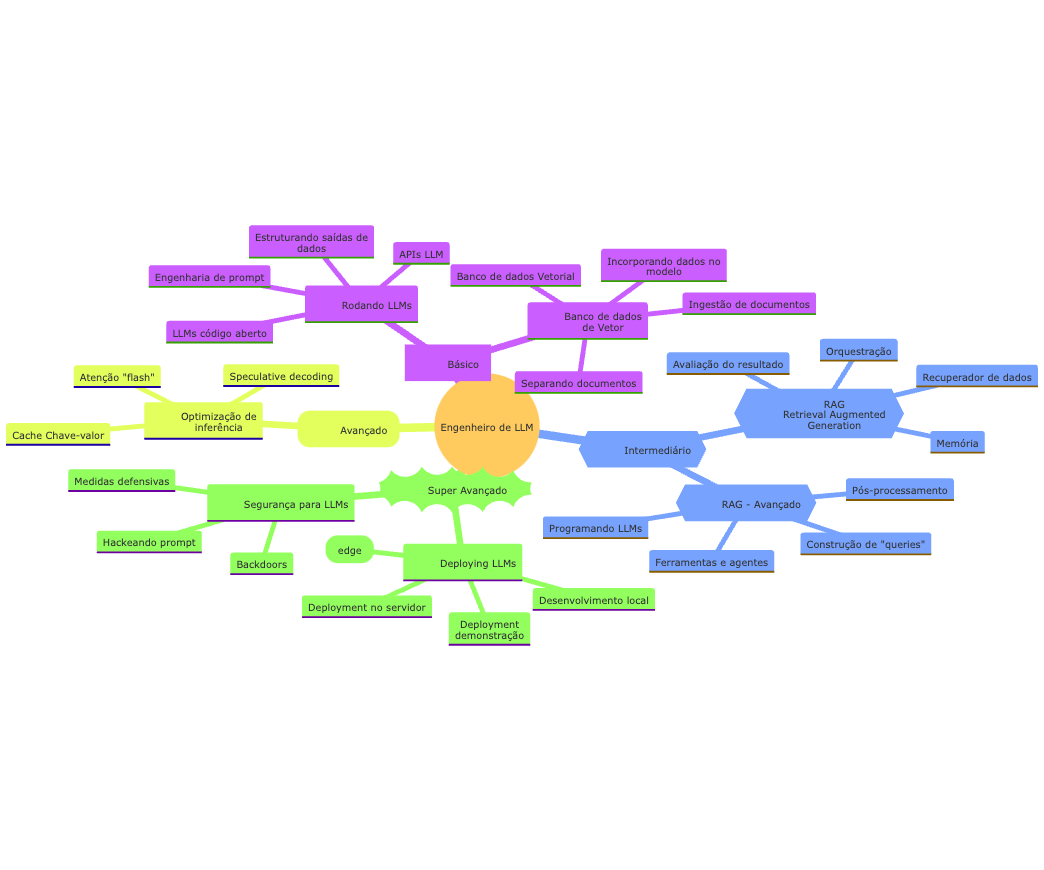 Estruturando saídas de
dados
APIs LLM
Engenharia de prompt
Rodando LLMs
LLMs código aberto
Banco de dados Vetorial
Incorporando dados no
modelo
Ingestão de documentos
Banco de dados
de Vetor
Separando documentos
Básico
Atenção "flash"
Speculative decoding
Optimização de
inferência
Cache Chave-valor
Avançado
Engenheiro de LLM
Avaliação do resultado
Orquestração
Recuperador de dados
RAG
Retrieval Augmented
Generation
Memória
Intermediário
RAG - Avançado
Pós-processamento
Programando LLMs
Construção de "queries"
Ferramentas e agentes
Super Avançado
Medidas defensivas
Segurança para LLMs
Hackeando prompt
Backdoors
edge
Deploying LLMs
Deployment no servidor
Desenvolvimento local
Deployment
demonstração